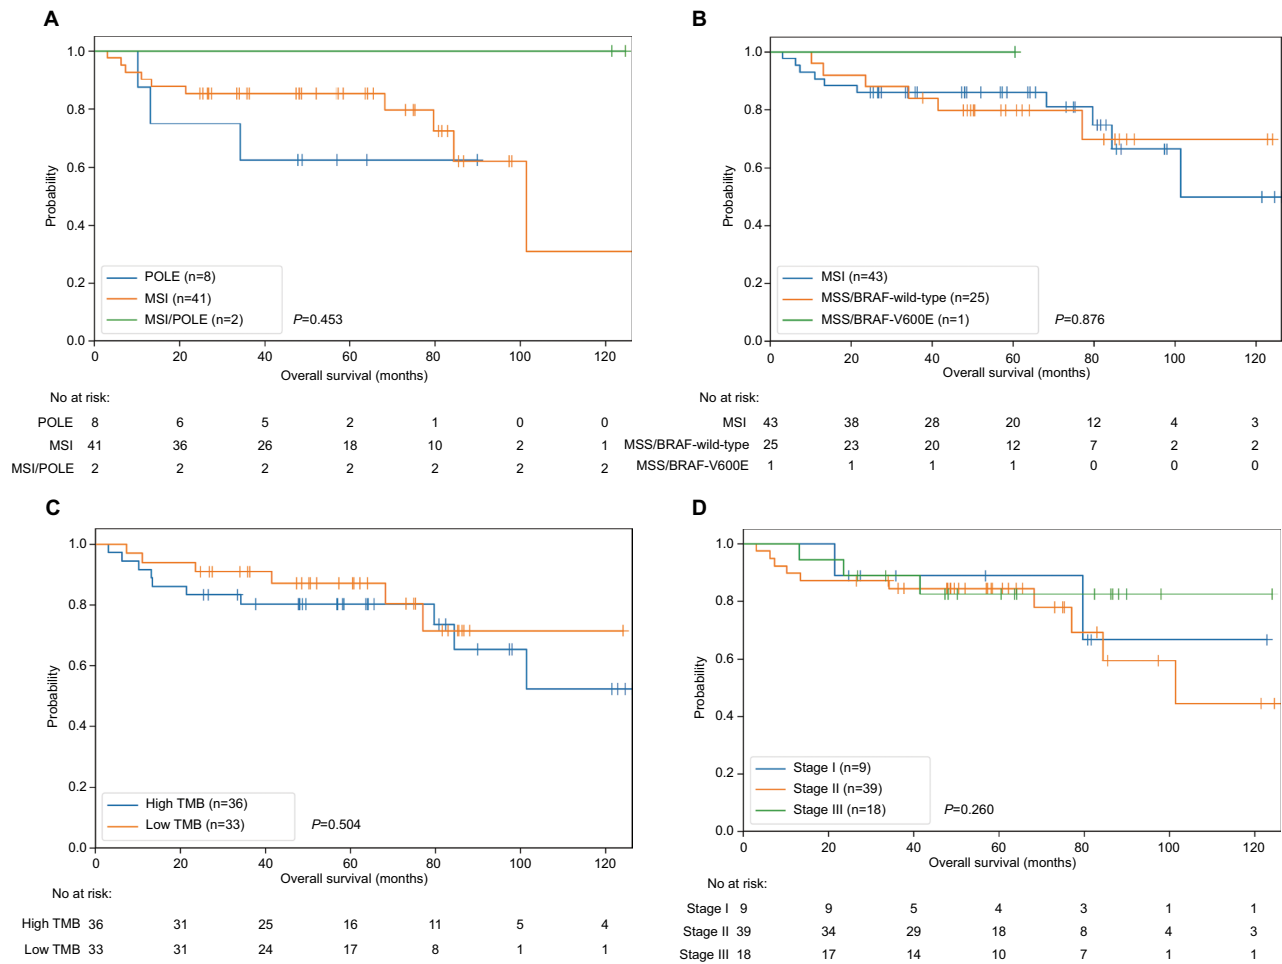 A
1.0
0.8
0.6
0.4
0.2
0.0
Probability
POLE (n=8)
MSI (n=41)
MSI/POLE (n=2)
P=0.453
0 20 40 60 80 100 120
Overall survival (months)
No at risk:
POLE 8 6 5 2 1 0 0
MSI 41 36 26 18 10 2 1
MSI/POLE 2 2 2 2 2 2 2
B
1.0
0.8
0.6
0.4
0.2
0.0
Probability
MSI (n=43)
MSS/BRAF-wild-type (n=25)
MSS/BRAF-V600E (n=1)
P=0.876
0 20 40 60 80 100 120
Overall survival (months)
No at risk:
MSI 43 38 28 20 12 4 3
MSS/BRAF-wild-type 25 23 20 12 7 2 2
MSS/BRAF-V600E 1 1 1 1 0 0 0
C
1.0
0.8
0.6
0.4
0.2
0.0
Probability
High TMB (n=36)
Low TMB (n=33)
P=0.504
0 20 40 60 80 100 120
Overall survival (months)
No at risk:
High TMB 36 31 25 16 11 5 4
Low TMB 33 31 24 17 8 1 1
D
1.0
0.8
0.6
0.4
0.2
0.0
Probability
Stage I (n=9)
Stage II (n=39)
Stage III (n=18)
P=0.260
0 20 40 60 80 100 120
Overall survival (months)
No at risk:
Stage I 9 9 5 4 3 1 1
Stage II 39 34 29 18 8 4 3
Stage III 18 17 14 10 7 1 1